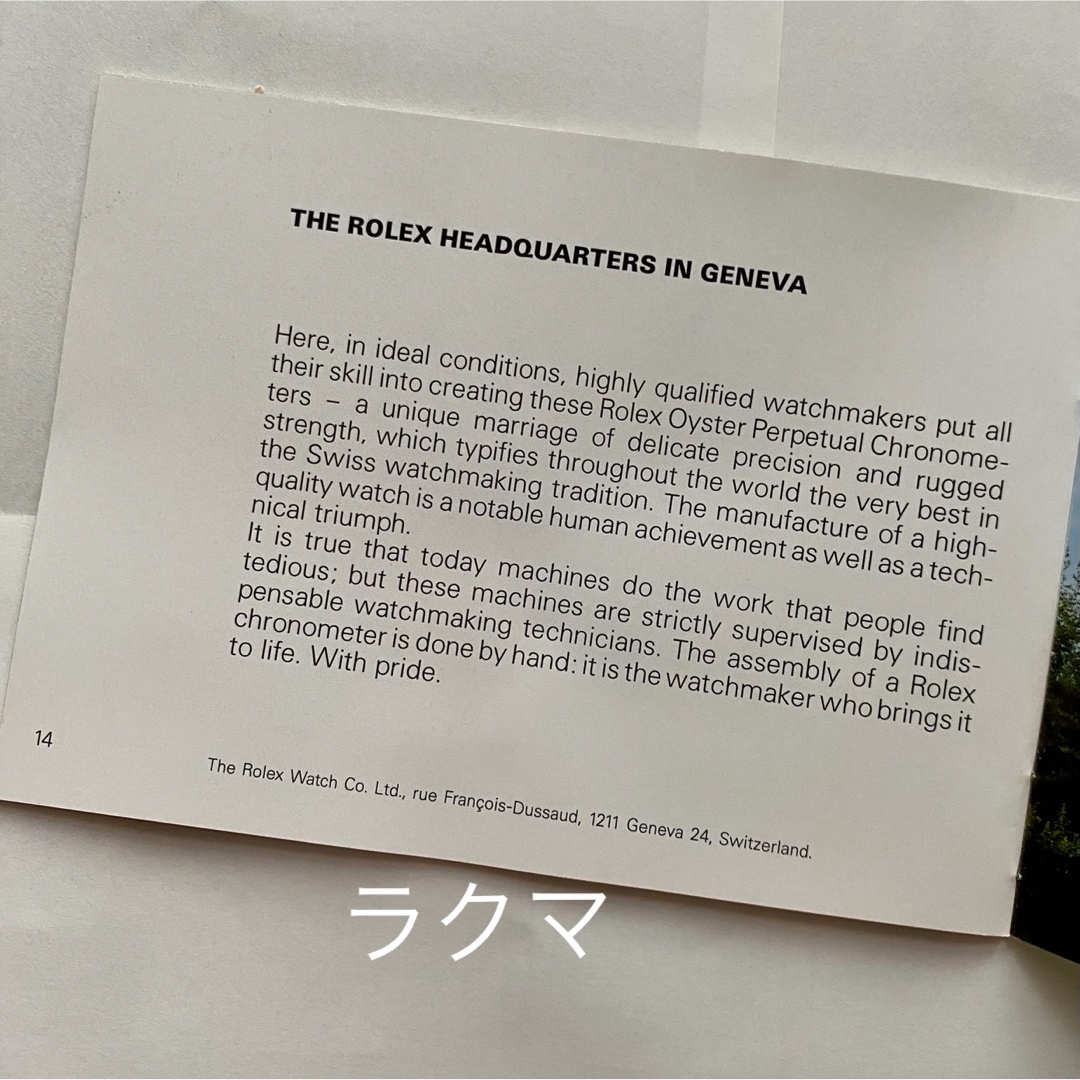 THE ROLEX HEADQUARTERS IN GENEVA
Here, in ideal conditions, highly qualified watchmakers put all
their skill into creating these Rolex Oyster Perpetual Chronome-
ters – a unique marriage of delicate precision and rugged
strength, which typifies throughout the world the very best in
the Swiss watchmaking tradition. The manufacture of a high-
quality watch is a notable human achievement as well as a tech-
nical triumph.
It is true that today machines do the work that people find
tedious; but these machines are strictly supervised by indis-
pensable watchmaking technicians. The assembly of a Rolex
chronometer is done by hand: it is the watchmaker who brings it
to life. With pride.
14
The Rolex Watch Co. Ltd., rue François-Dussaud, 1211 Geneva 24, Switzerland.
ラクマ